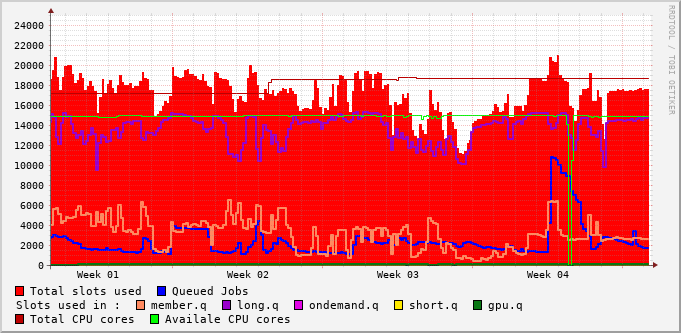 24000
22000
20000
18000
16000
14000
12000
10000
8000
6000
4000
2000
0
Week 01 Week 02 Week 03 Week 04
RRDTOOL / TOBI OETIKER
Total slots used Queued Jobs
Slots used in : member.q long.q ondemand.q short.q gpu.q
Total CPU cores Availale CPU cores